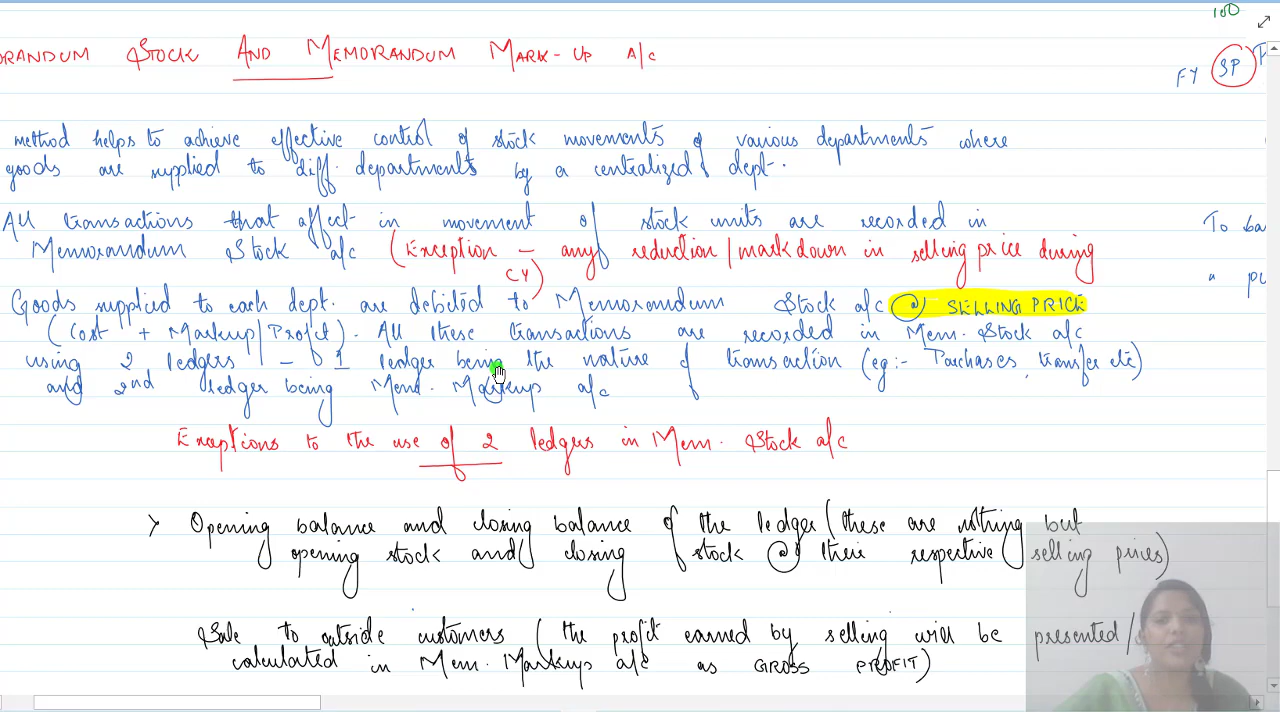 100
ORANDUM STOCK AND MEMORANDUM MARK-UP A/c
FY SP
method helps to achieve effective control of stock movements of various departments where
goods are supplied to diff. departments by a centralized dept.
All transactions that affect in movement of stock units are recorded in
Memorandum Stock a/c (Exception – any reduction/markdown in selling price during
CY)
To ba
Goods supplied to each dept. are debited to Memorandum Stock a/c @ SELLING PRICE
(Cost + Markup/Profit). All these transactions are recorded in Mem. Stock a/c
using 2 ledgers – 1 ledger being the nature of transaction (eg:- Purchases, transfer etc)
and 2nd ledger being Mem. Markup a/c
Exceptions to the use of 2 ledgers in Mem. Stock a/c
> Opening balance and closing balance of the ledger (these are nothing but
opening stock and closing stock @ their respective selling prices)
Sale to outside customers (the profit earned by selling will be presented/
calculated in Mem. Markup a/c as GROSS PROFIT)